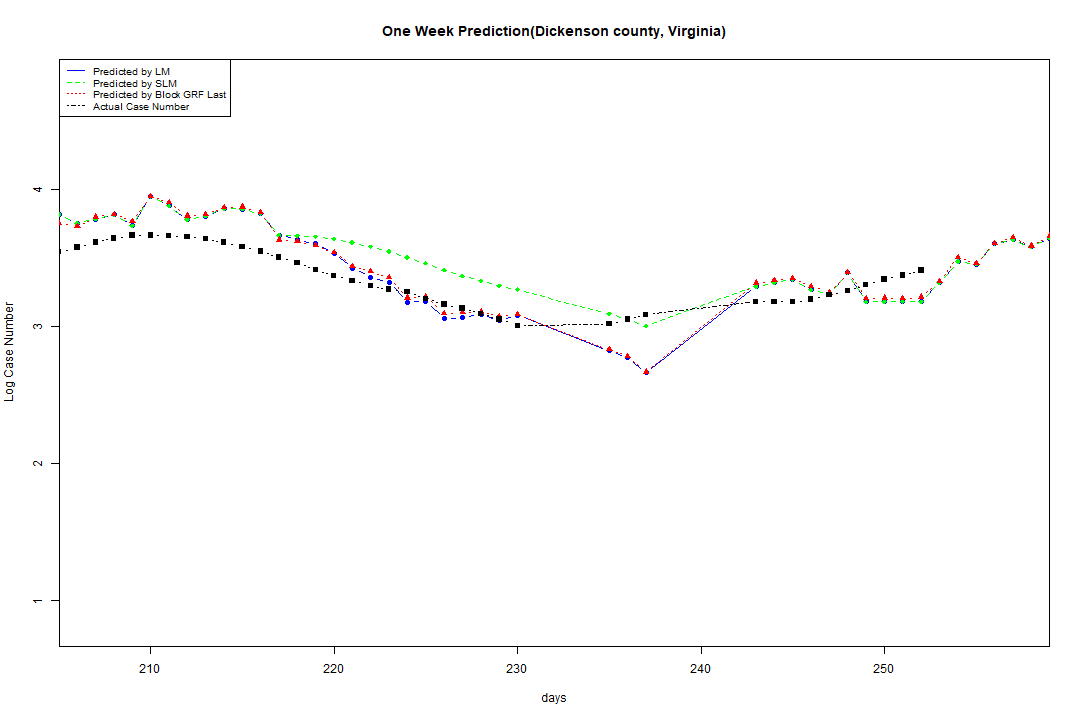 One Week Prediction(Dickenson county, Virginia)
Predicted by LM
Predicted by SLM
Predicted by Block GRF Last
Actual Case Number
Log Case Number
4
3
2
1
210 220 230 240 250
days